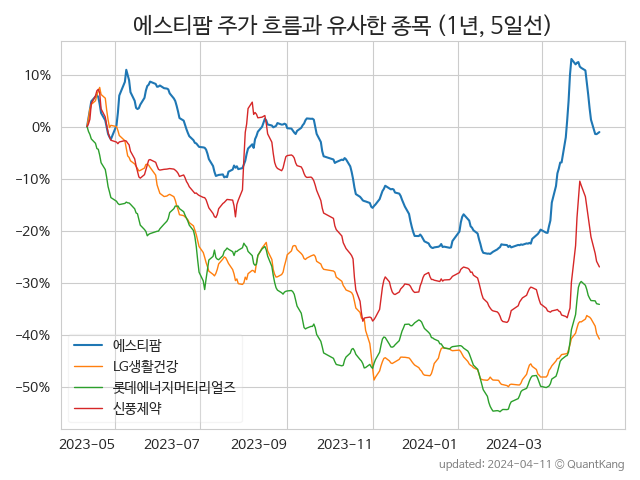 에스티팜 주가 흐름과 유사한 종목 (1년, 5일선)
10%
0%
−10%
−20%
−30%
−40%
−50%
에스티팜
LG생활건강
롯데에너지머티리얼즈
신풍제약
2023-05
2023-07
2023-09
2023-11
2024-01
2024-03
updated: 2024-04-11 © QuantKang